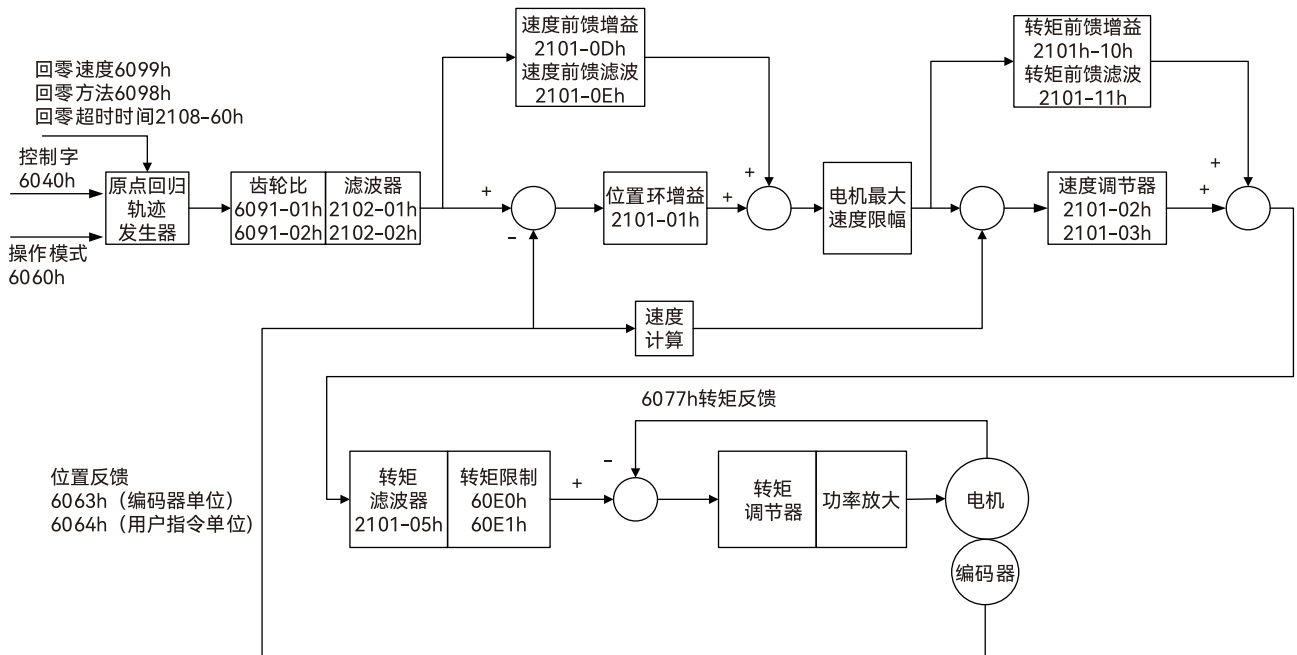 回零速度6099h
回零方法6098h
回零超时时间2108-60h
控制字
6040h
操作模式
6060h
原点回归
轨迹
发生器
齿轮比
6091-01h
6091-02h
滤波器
2102-01h
2102-02h
速度前馈增益
2101-0Dh
速度前馈滤波
2101-0Eh
+
-
位置环增益
2101-01h
+
+
电机最大
速度限幅
转矩前馈增益
2101h-10h
转矩前馈滤波
2101-11h
速度调节器
2101-02h
2101-03h
+
+
速度
计算
6077h转矩反馈
位置反馈
6063h（编码器单位）
6064h（用户指令单位）
转矩
滤波器
2101-05h
转矩限制
60E0h
60E1h
+
-
转矩
调节器
功率放大
电机
编码器